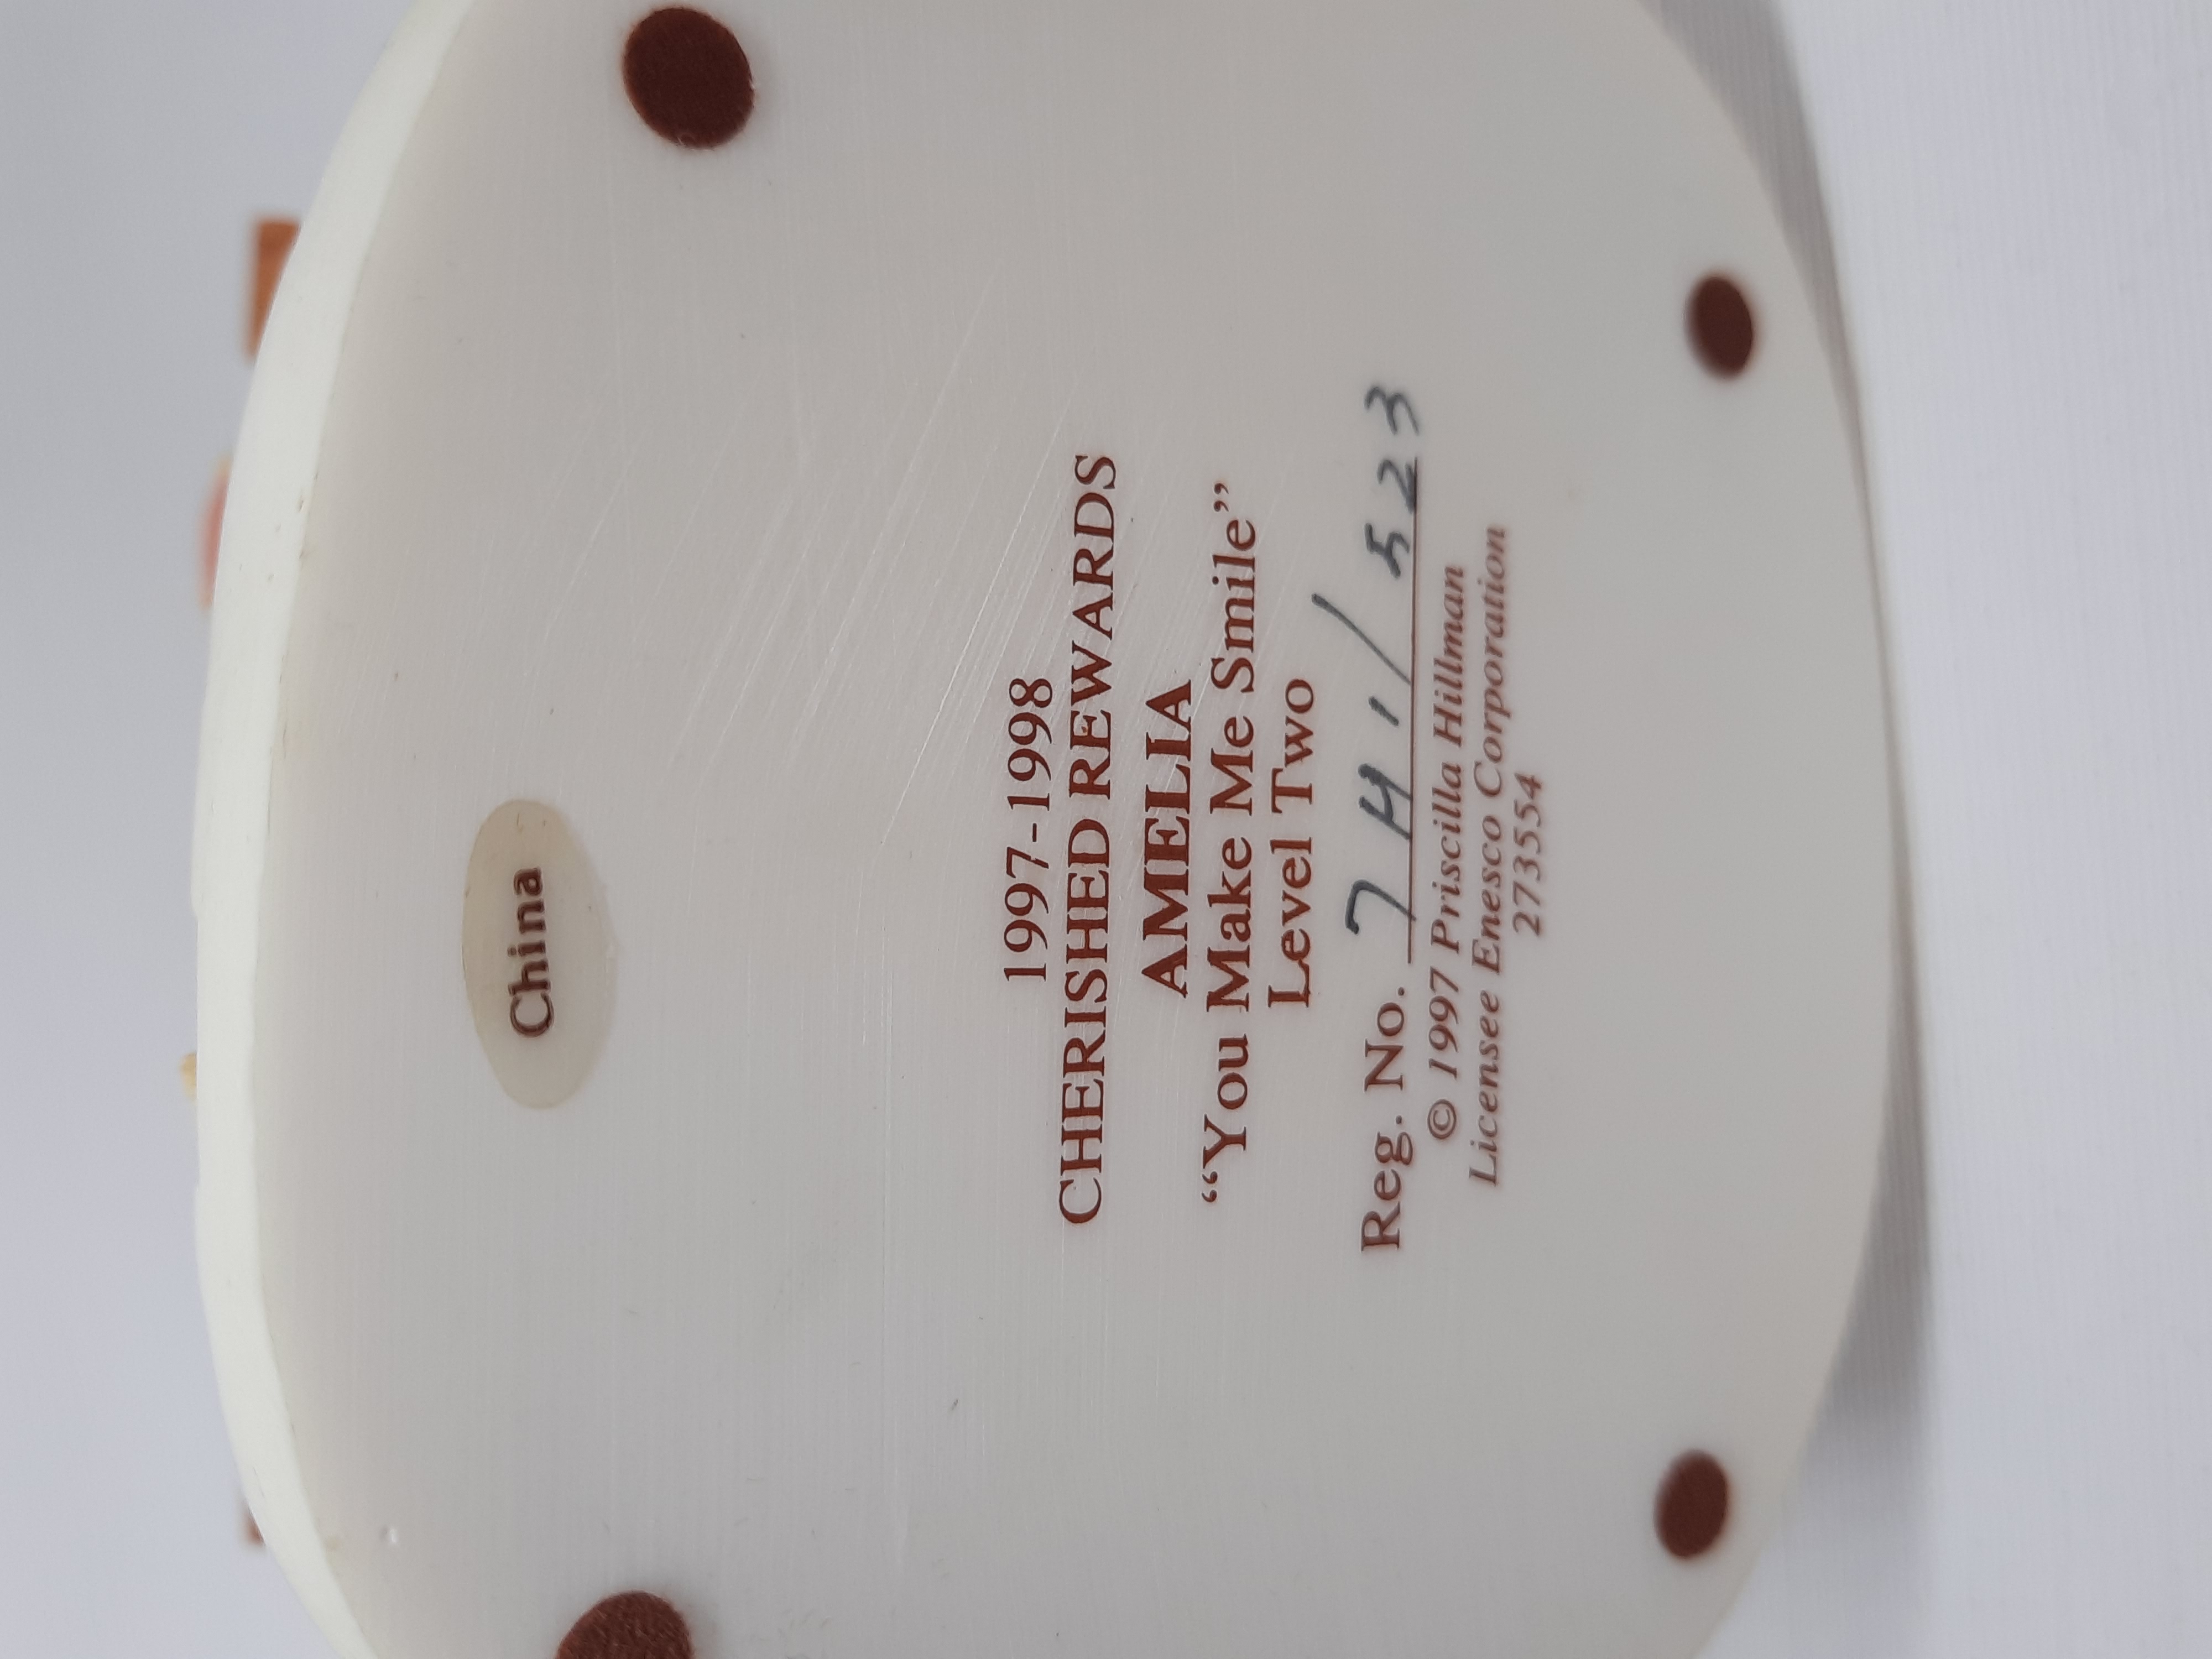 China
1997-1998
CHERISHED REWARDS
AMELIA
“You Make Me Smile”
Level Two
Reg. No. 7H1/523
© 1997 Priscilla Hillman
Licensee Enesco Corporation
273554